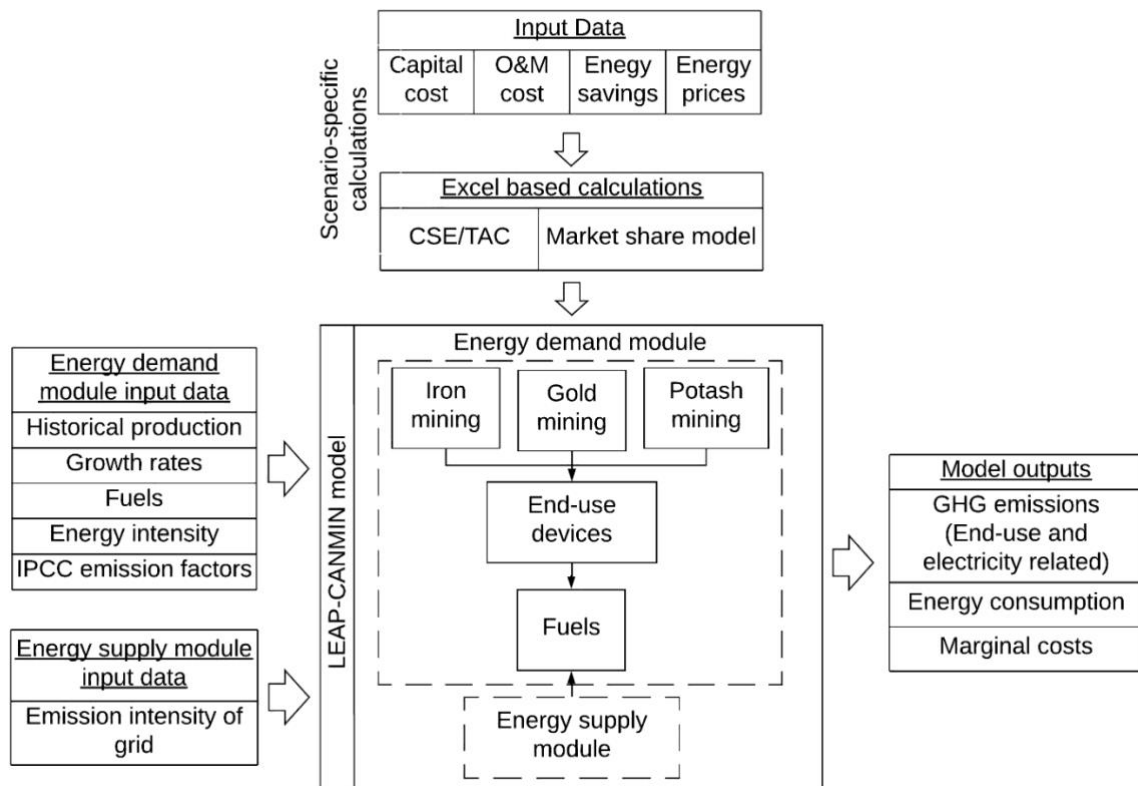 Input Data
Capital cost
O&M cost
Enegy savings
Energy prices
Scenario-specific calculations
Excel based calculations
CSE/TAC
Market share model
Energy demand module input data
Historical production
Growth rates
Fuels
Energy intensity
IPCC emission factors
Energy supply module input data
Emission intensity of grid
LEAP-CANMIN model
Energy demand module
Iron mining
Gold mining
Potash mining
End-use devices
Fuels
Energy supply module
Model outputs
GHG emissions (End-use and electricity related)
Energy consumption
Marginal costs